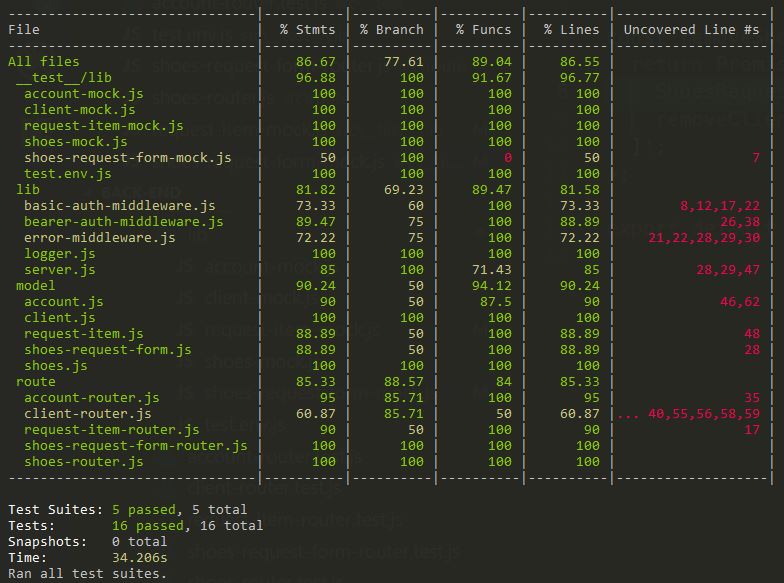 --------------------------------|----------|----------|----------|----------|-------------------|
File | % Stmts | % Branch | % Funcs | % Lines | Uncovered Line #s |
--------------------------------|----------|----------|----------|----------|-------------------|
All files | 86.67 | 77.61 | 89.04 | 86.55 | |
__test__/lib | 96.88 | 100 | 91.67 | 96.77 | |
account-mock.js | 100 | 100 | 100 | 100 | |
client-mock.js | 100 | 100 | 100 | 100 | |
request-item-mock.js | 100 | 100 | 100 | 100 | |
shoes-mock.js | 100 | 100 | 100 | 100 | |
shoes-request-form-mock.js | 50 | 100 | 0 | 50 | 7 |
test.env.js | 100 | 100 | 100 | 100 | |
lib | 81.82 | 69.23 | 89.47 | 81.58 | |
basic-auth-middleware.js | 73.33 | 60 | 100 | 73.33 | 8,12,17,22 |
bearer-auth-middleware.js | 89.47 | 75 | 100 | 88.89 | 26,38 |
error-middleware.js | 72.22 | 75 | 100 | 72.22 | 21,22,28,29,30 |
logger.js | 100 | 100 | 100 | 100 | |
server.js | 85 | 100 | 71.43 | 85 | 28,29,47 |
model | 90.24 | 50 | 94.12 | 90.24 | |
account.js | 90 | 50 | 87.5 | 90 | 46,62 |
client.js | 100 | 100 | 100 | 100 | |
request-item.js | 88.89 | 50 | 100 | 88.89 | 48 |
shoes-request-form.js | 88.89 | 50 | 100 | 88.89 | 28 |
shoes.js | 100 | 100 | 100 | 100 | |
route | 85.33 | 88.57 | 84 | 85.33 | |
account-router.js | 95 | 85.71 | 100 | 95 | 35 |
client-router.js | 60.87 | 85.71 | 50 | 60.87 |... 40,55,56,58,59 |
request-item-router.js | 90 | 50 | 100 | 90 | 17 |
shoes-request-form-router.js | 100 | 100 | 100 | 100 | |
shoes-router.js | 100 | 100 | 100 | 100 | |
--------------------------------|----------|----------|----------|----------|-------------------|
Test Suites: 5 passed, 5 total
Tests: 16 passed, 16 total
Snapshots: 0 total
Time: 34.206s
Ran all test suites.